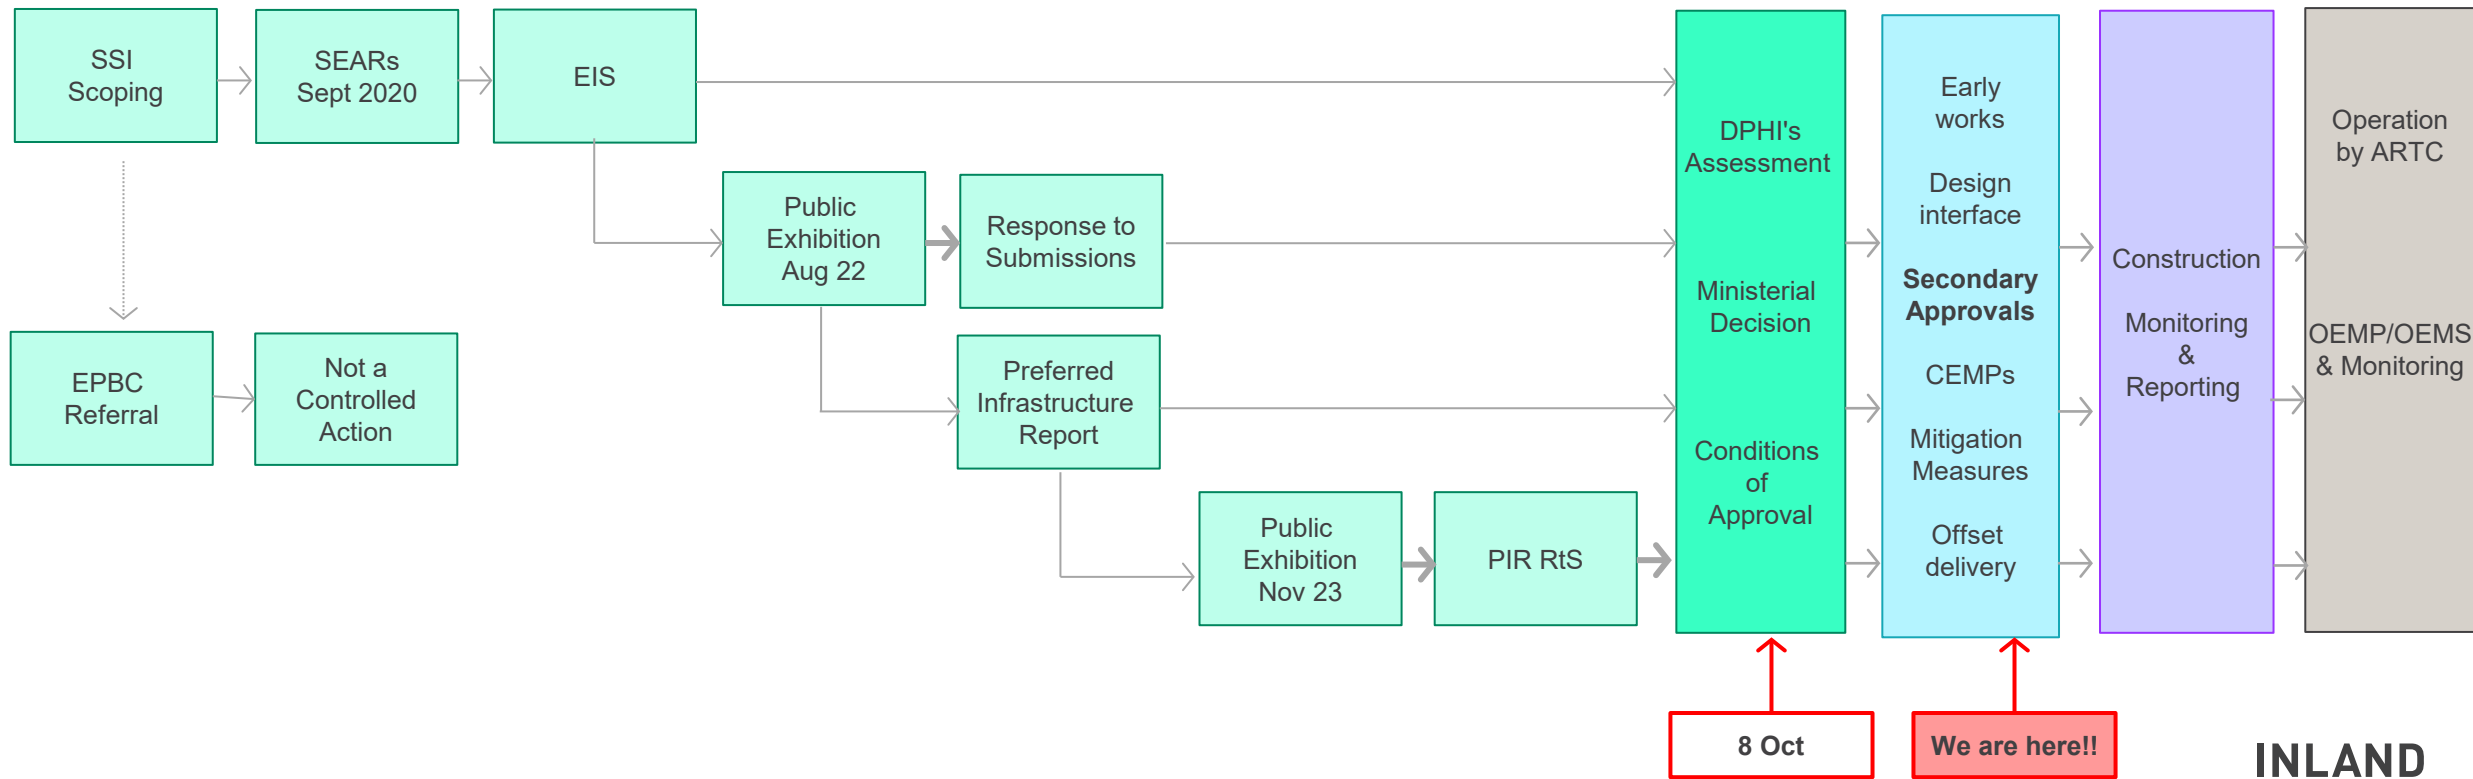 SSI
Scoping
SEARs
Sept 2020
EIS
EPBC
Referral
Not a
Controlled
Action
Public
Exhibition
Aug 22
Response to
Submissions
Preferred
Infrastructure
Report
Public
Exhibition
Nov 23
PIR RtS
DPHI's
Assessment
Ministerial
Decision
Conditions
of
Approval
Early
works
Design
interface
Secondary
Approvals
CEMPs
Mitigation
Measures
Offset
delivery
Construction
Monitoring
&
Reporting
Operation
by ARTC
OEMP/OEMS
& Monitoring
8 Oct
We are here!!
INLAND